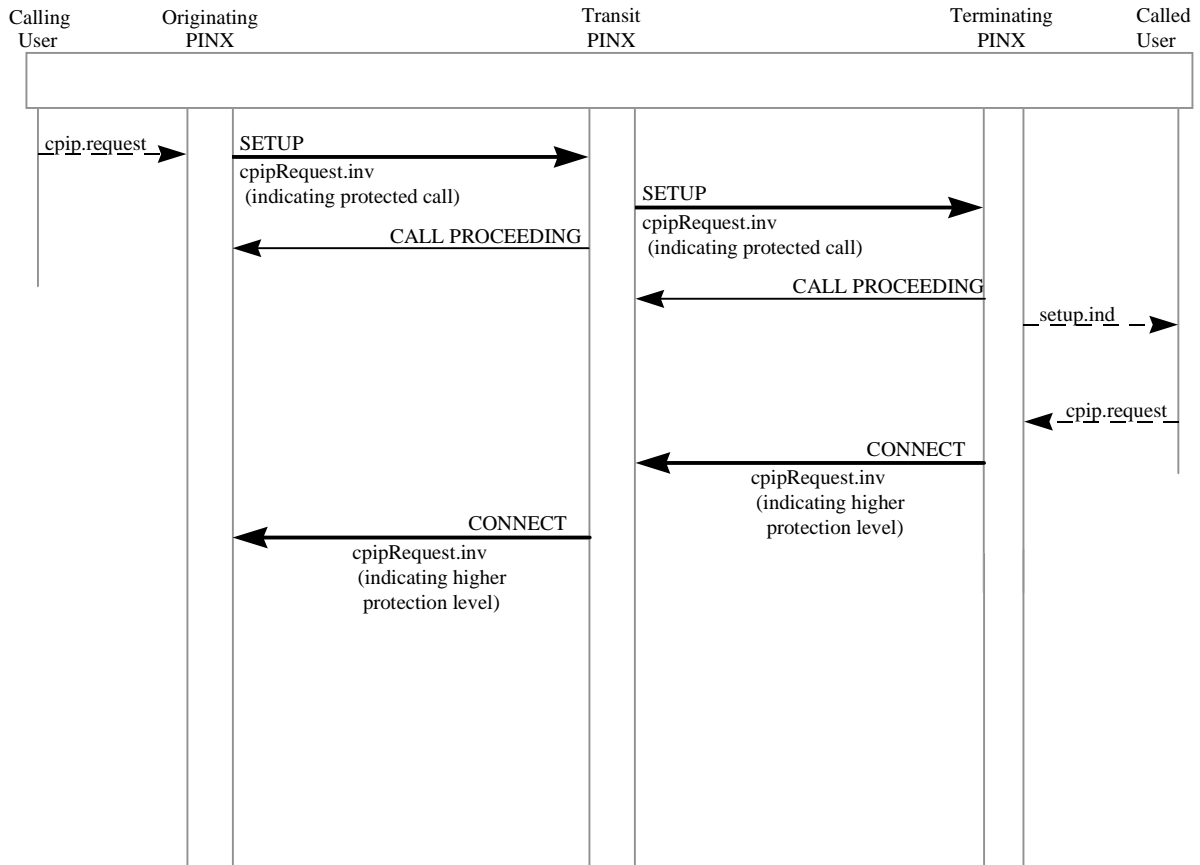 Calling User
Originating PINX
Transit PINX
Terminating PINX
Called User
cpip.request
SETUP
cpipRequest.inv
(indicating protected call)
SETUP
cpipRequest.inv
(indicating protected call)
CALL PROCEEDING
CALL PROCEEDING
setup.ind
cpip.request
CONNECT
cpipRequest.inv
(indicating higher
protection level)
CONNECT
cpipRequest.inv
(indicating higher
protection level)